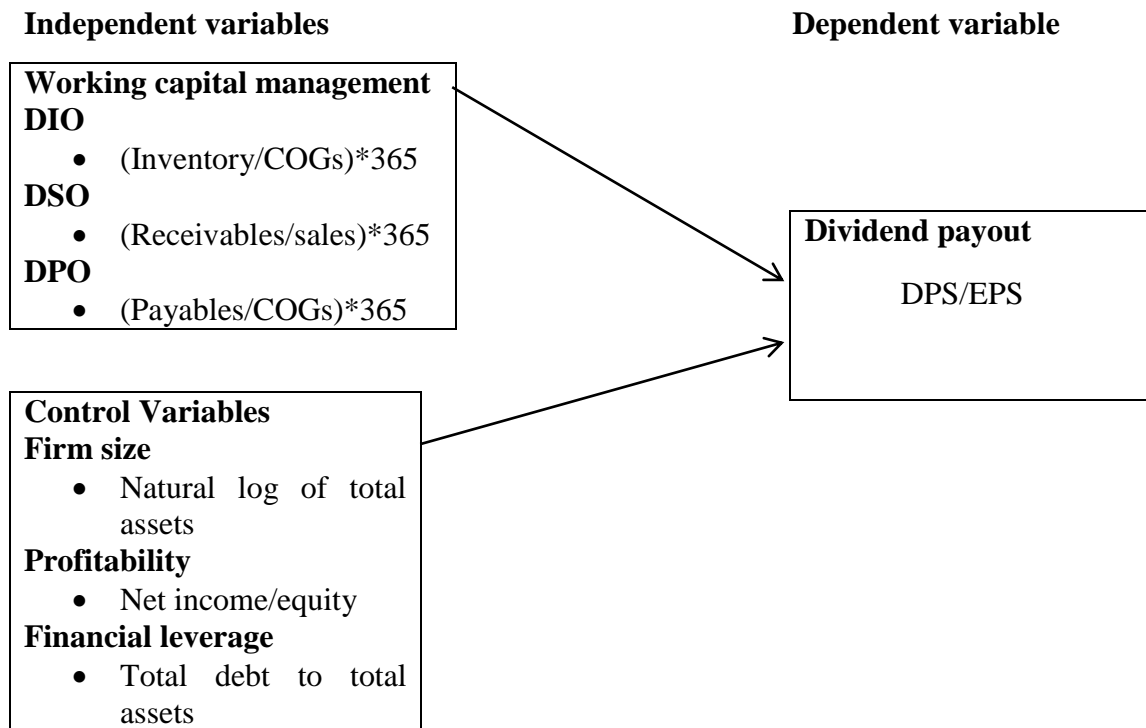 Independent variables
Dependent variable
Working capital management
DIO
• (Inventory/COGs)*365
DSO
• (Receivables/sales)*365
DPO
• (Payables/COGs)*365
Dividend payout
DPS/EPS
Control Variables
Firm size
• Natural log of total
assets
Profitability
• Net income/equity
Financial leverage
• Total debt to total
assets